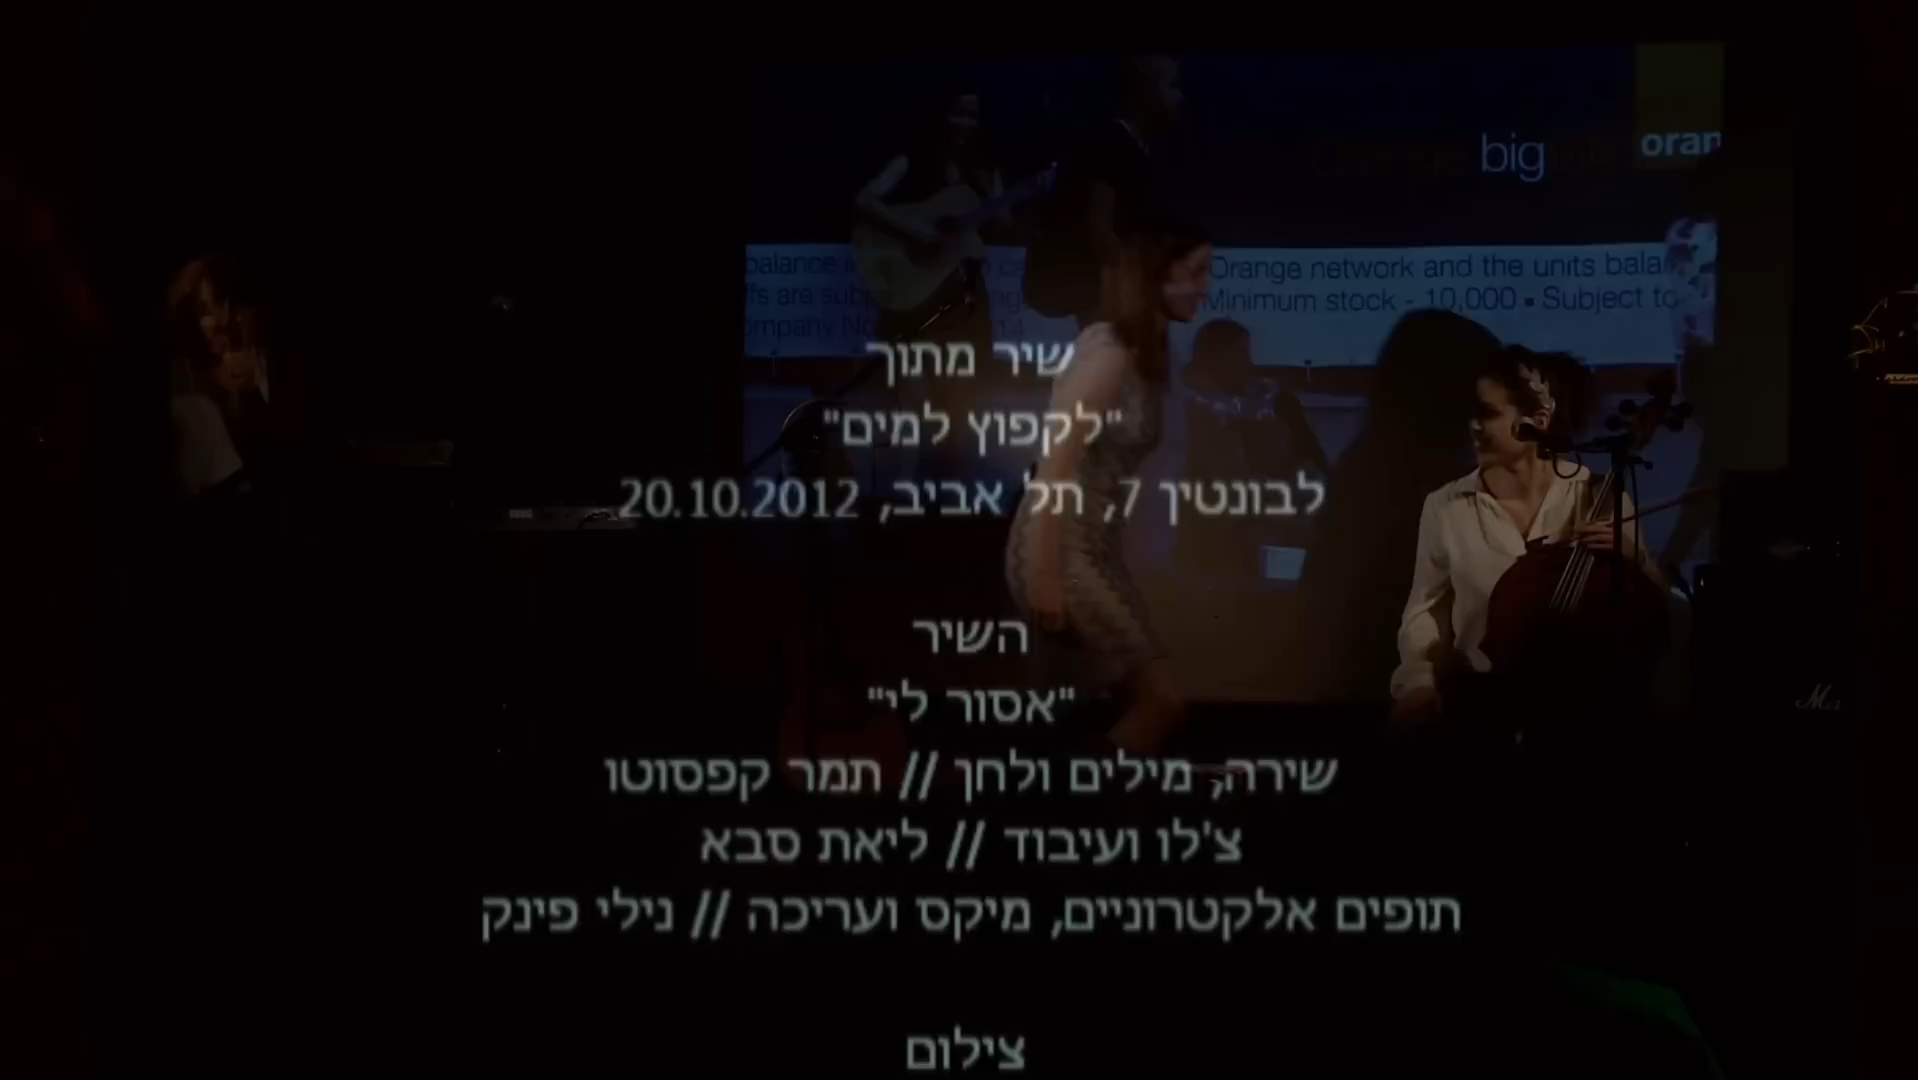 big
oran
balance
Orange network and the units bala
Minimum stock - 10,000 ▪ Subject to
שיר מתוך
"לקפוץ למים"
לבונטין 7, תל אביב, 20.10.2012
השיר
"אסור לי"
שירה, מילים ולחן // תמר קפסוטו
צ'לו ועיבוד // ליאת סבא
תופים אלקטרוניים, מיקס ועריכה // נילי פינק
צילום